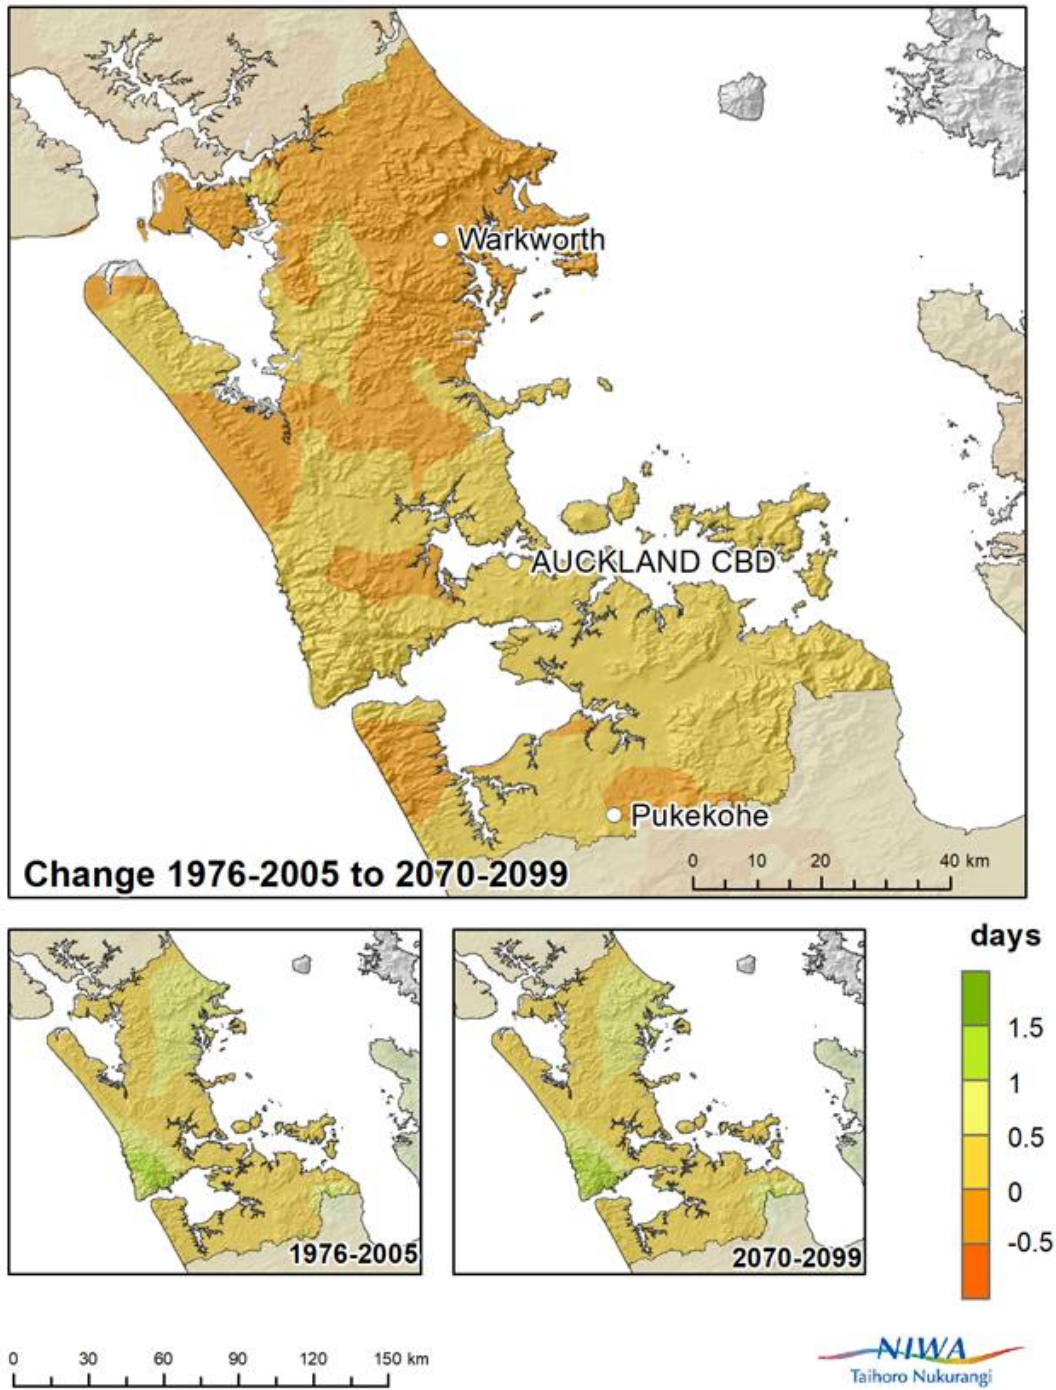 Warkworth
AUCKLAND CBD
Pukekohe
0 10 20 40 km
Change 1976-2005 to 2070-2099
1976-2005
2070-2099
days
1.5
1
0.5
0
-0.5
0 30 60 90 120 150 km
NIWA
Taihoro Nukurangi